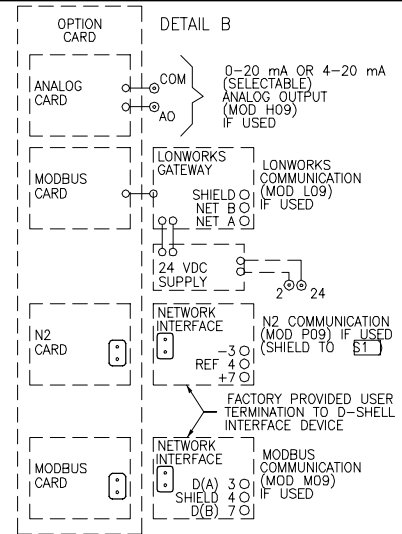 OPTION
CARD
DETAIL B
ANALOG
CARD
COM
AO
0-20 mA OR 4-20 mA
(SELECTABLE)
ANALOG OUTPUT
(MOD H09)
IF USED
MODBUS
CARD
LONWORKS
GATEWAY
SHIELD
NET B
NET A
LONWORKS
COMMUNICATION
(MOD L09)
IF USED
24 VDC
SUPPLY
2
24
N2
CARD
NETWORK
INTERFACE
-3
REF 4
+7
N2 COMMUNICATION
(MOD P09) IF USED
(SHIELD TO S1)
FACTORY PROVIDED USER
TERMINATION TO D-SHELL
INTERFACE DEVICE
MODBUS
CARD
NETWORK
INTERFACE
D(A) 3
SHIELD 4
D(B) 7
MODBUS
COMMUNICATION
(MOD M09)
IF USED